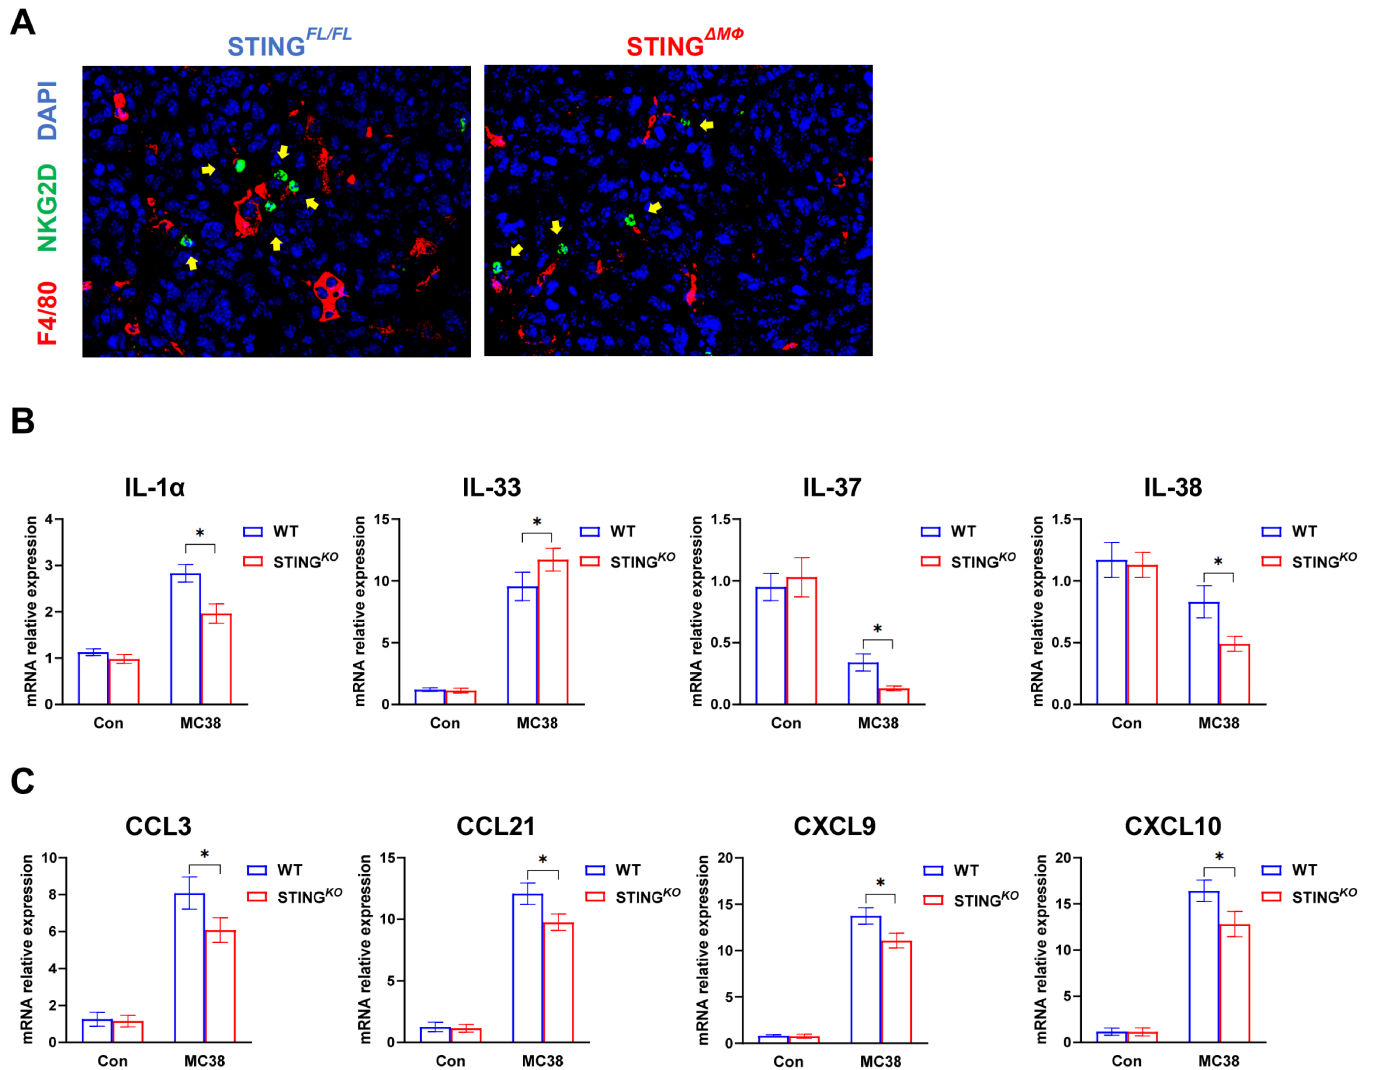 A
STING^FL/FL
STING^ΔMΦ
F4/80 NKG2D DAPI
B
IL-1α
IL-33
IL-37
IL-38
mRNA relative expression
4
3
2
1
0
Con
MC38
*
WT
STING^KO
mRNA relative expression
15
10
5
0
Con
MC38
*
WT
STING^KO
mRNA relative expression
1.5
1.0
0.5
0.0
Con
MC38
*
WT
STING^KO
mRNA relative expression
1.5
1.0
0.5
0.0
Con
MC38
*
WT
STING^KO
C
CCL3
CCL21
CXCL9
CXCL10
mRNA relative expression
10
8
6
4
2
0
Con
MC38
*
WT
STING^KO
mRNA relative expression
15
10
5
0
Con
MC38
*
WT
STING^KO
mRNA relative expression
20
15
10
5
0
Con
MC38
*
WT
STING^KO
mRNA relative expression
20
15
10
5
0
Con
MC38
*
WT
STING^KO